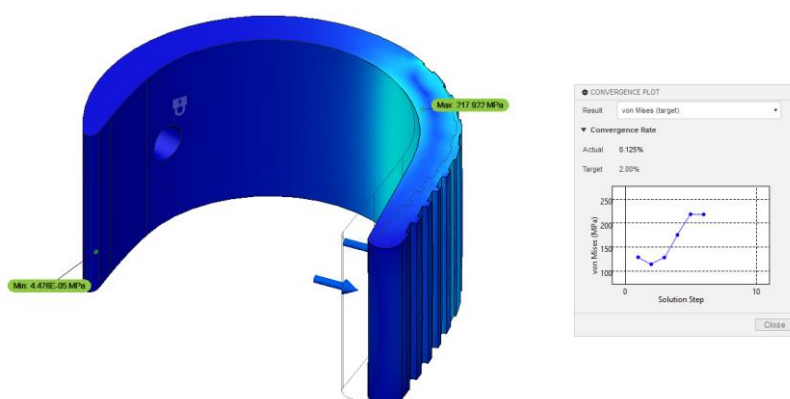 Max: 217.922 MPa
Min: 4.476E-05 MPa
CONVERGENCE PLOT
Result von Mises (target)
Convergence Rate
Actual 0.125%
Target 2.00%
250
200
150
100
von Mises (MPa)
0 10
Solution Step
Close